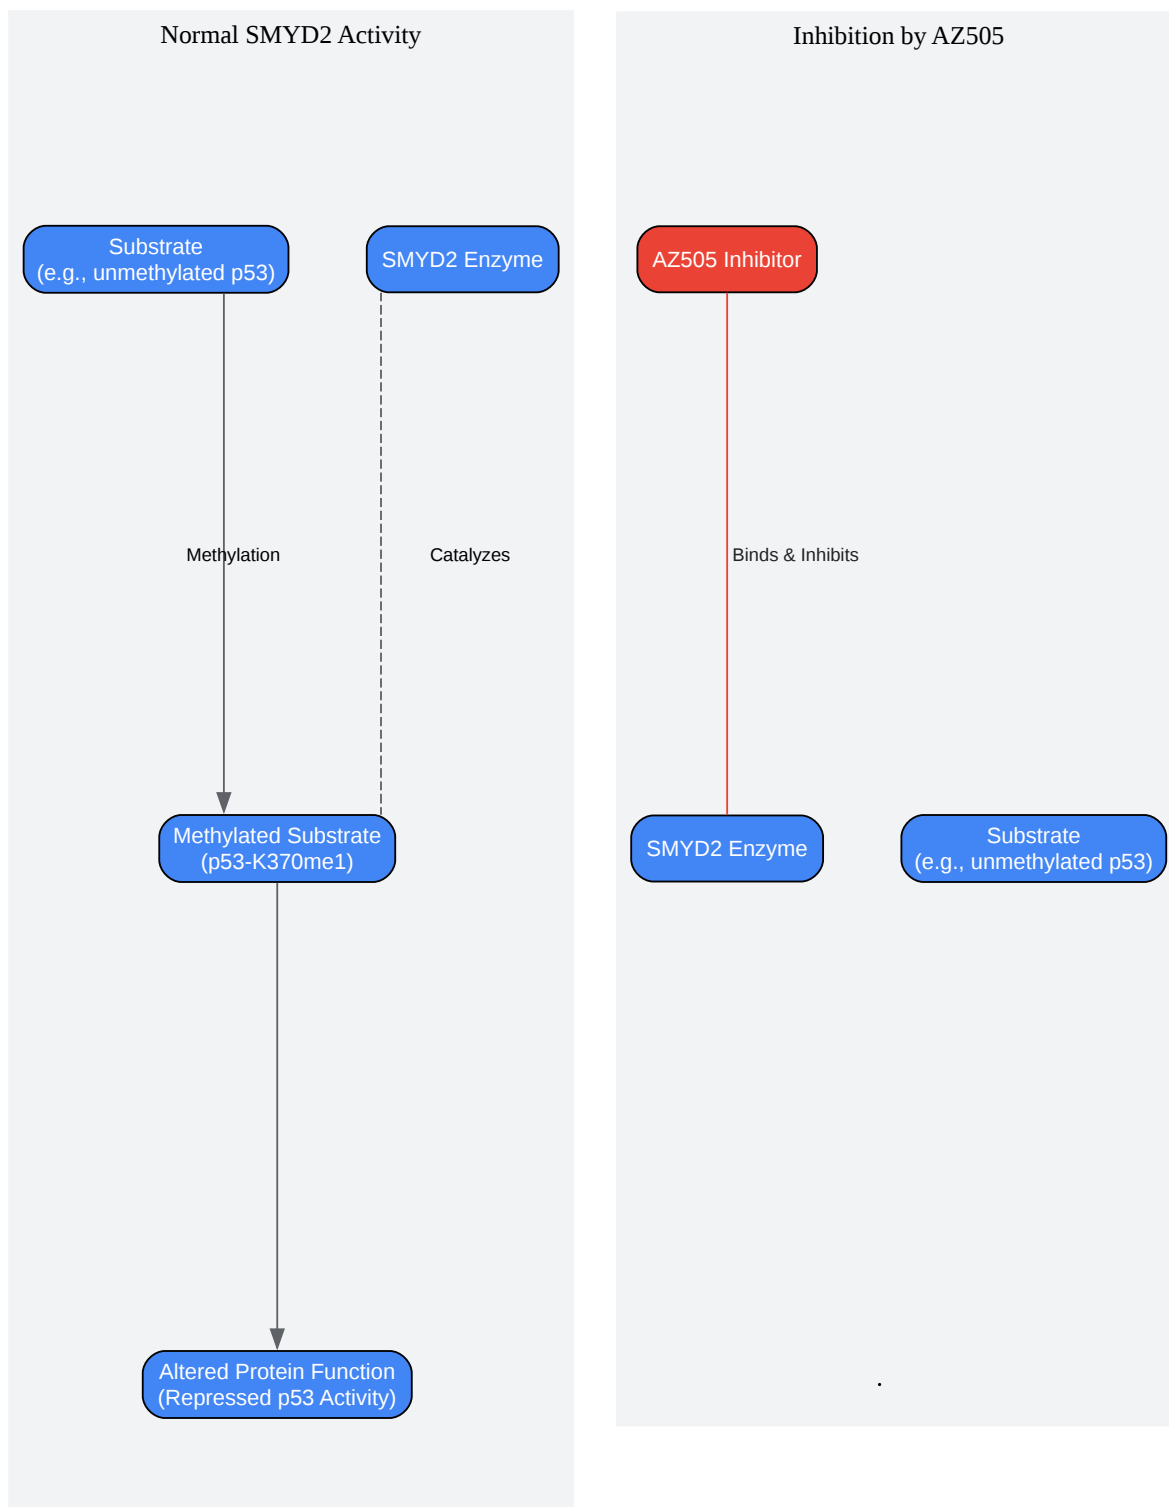 Normal SMYD2 Activity
Substrate
(e.g., unmethylated p53)
SMYD2 Enzyme
Methylation
Catalyzes
Methylated Substrate
(p53-K370me1)
Altered Protein Function
(Repressed p53 Activity)
Inhibition by AZ505
AZ505 Inhibitor
Binds & Inhibits
SMYD2 Enzyme
Substrate
(e.g., unmethylated p53)
.